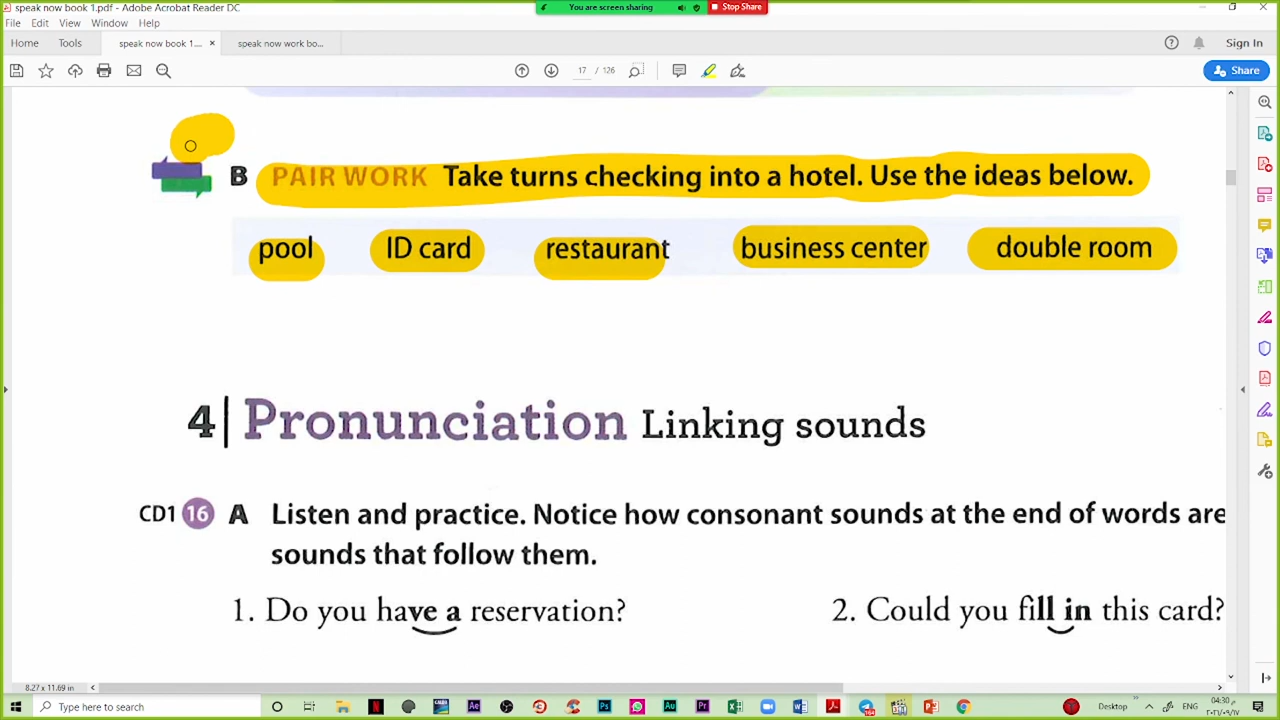 speak now book 1.pdf - Adobe Acrobat Reader DC
You are screen sharing
Stop Share
File Edit View Window Help
Home Tools speak now book 1.... × speak now work bo...
Sign In
17 / 126
Share
B PAIR WORK Take turns checking into a hotel. Use the ideas below.
pool ID card restaurant business center double room
4 Pronunciation Linking sounds
CD1 16 A Listen and practice. Notice how consonant sounds at the end of words are
sounds that follow them.
1. Do you have a reservation? 2. Could you fill in this card?
8.27 x 11.69 in
Type here to search
Desktop
04:30